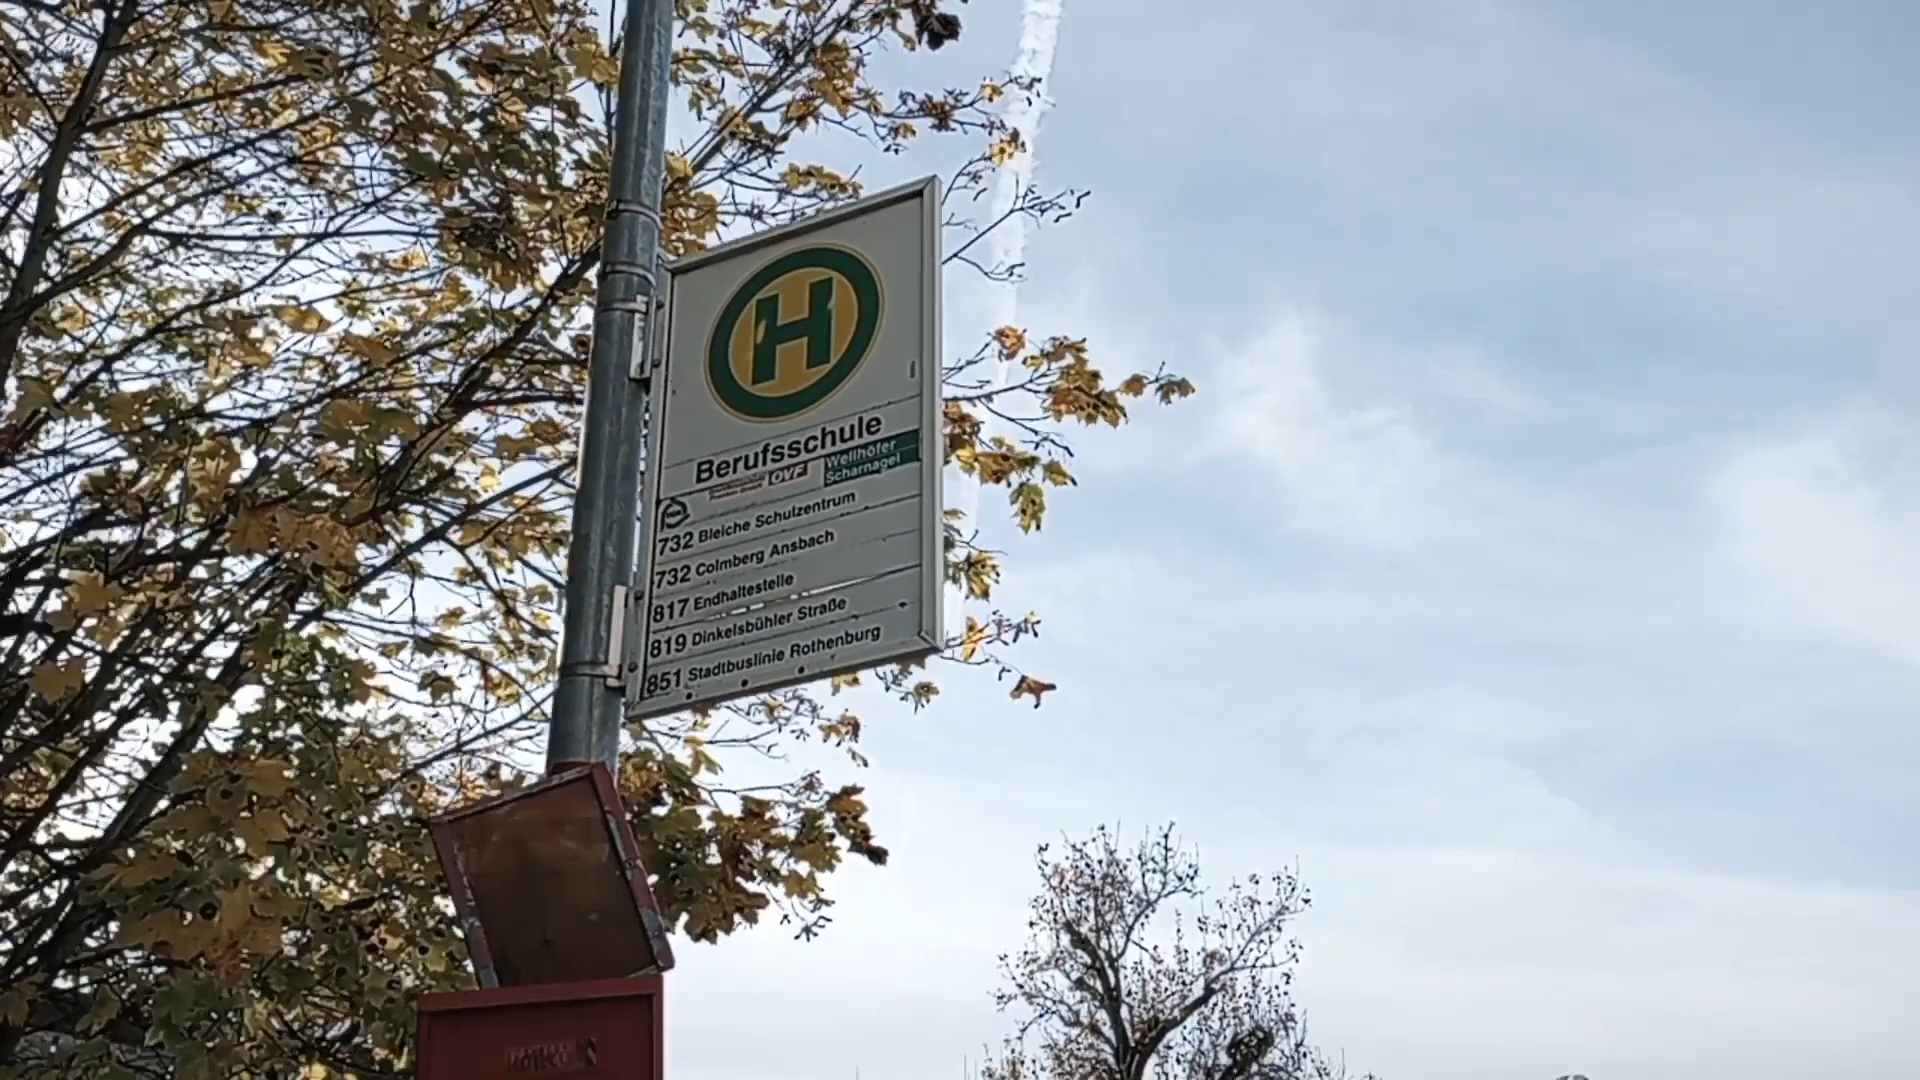 H
Berufsschule
OVF
Wellhöfer
Scharnagel
732 Bleiche Schulzentrum
732 Colmberg Ansbach
817 Endhaltestelle
819 Dinkelsbühler Straße
851 Stadtbuslinie Rothenburg